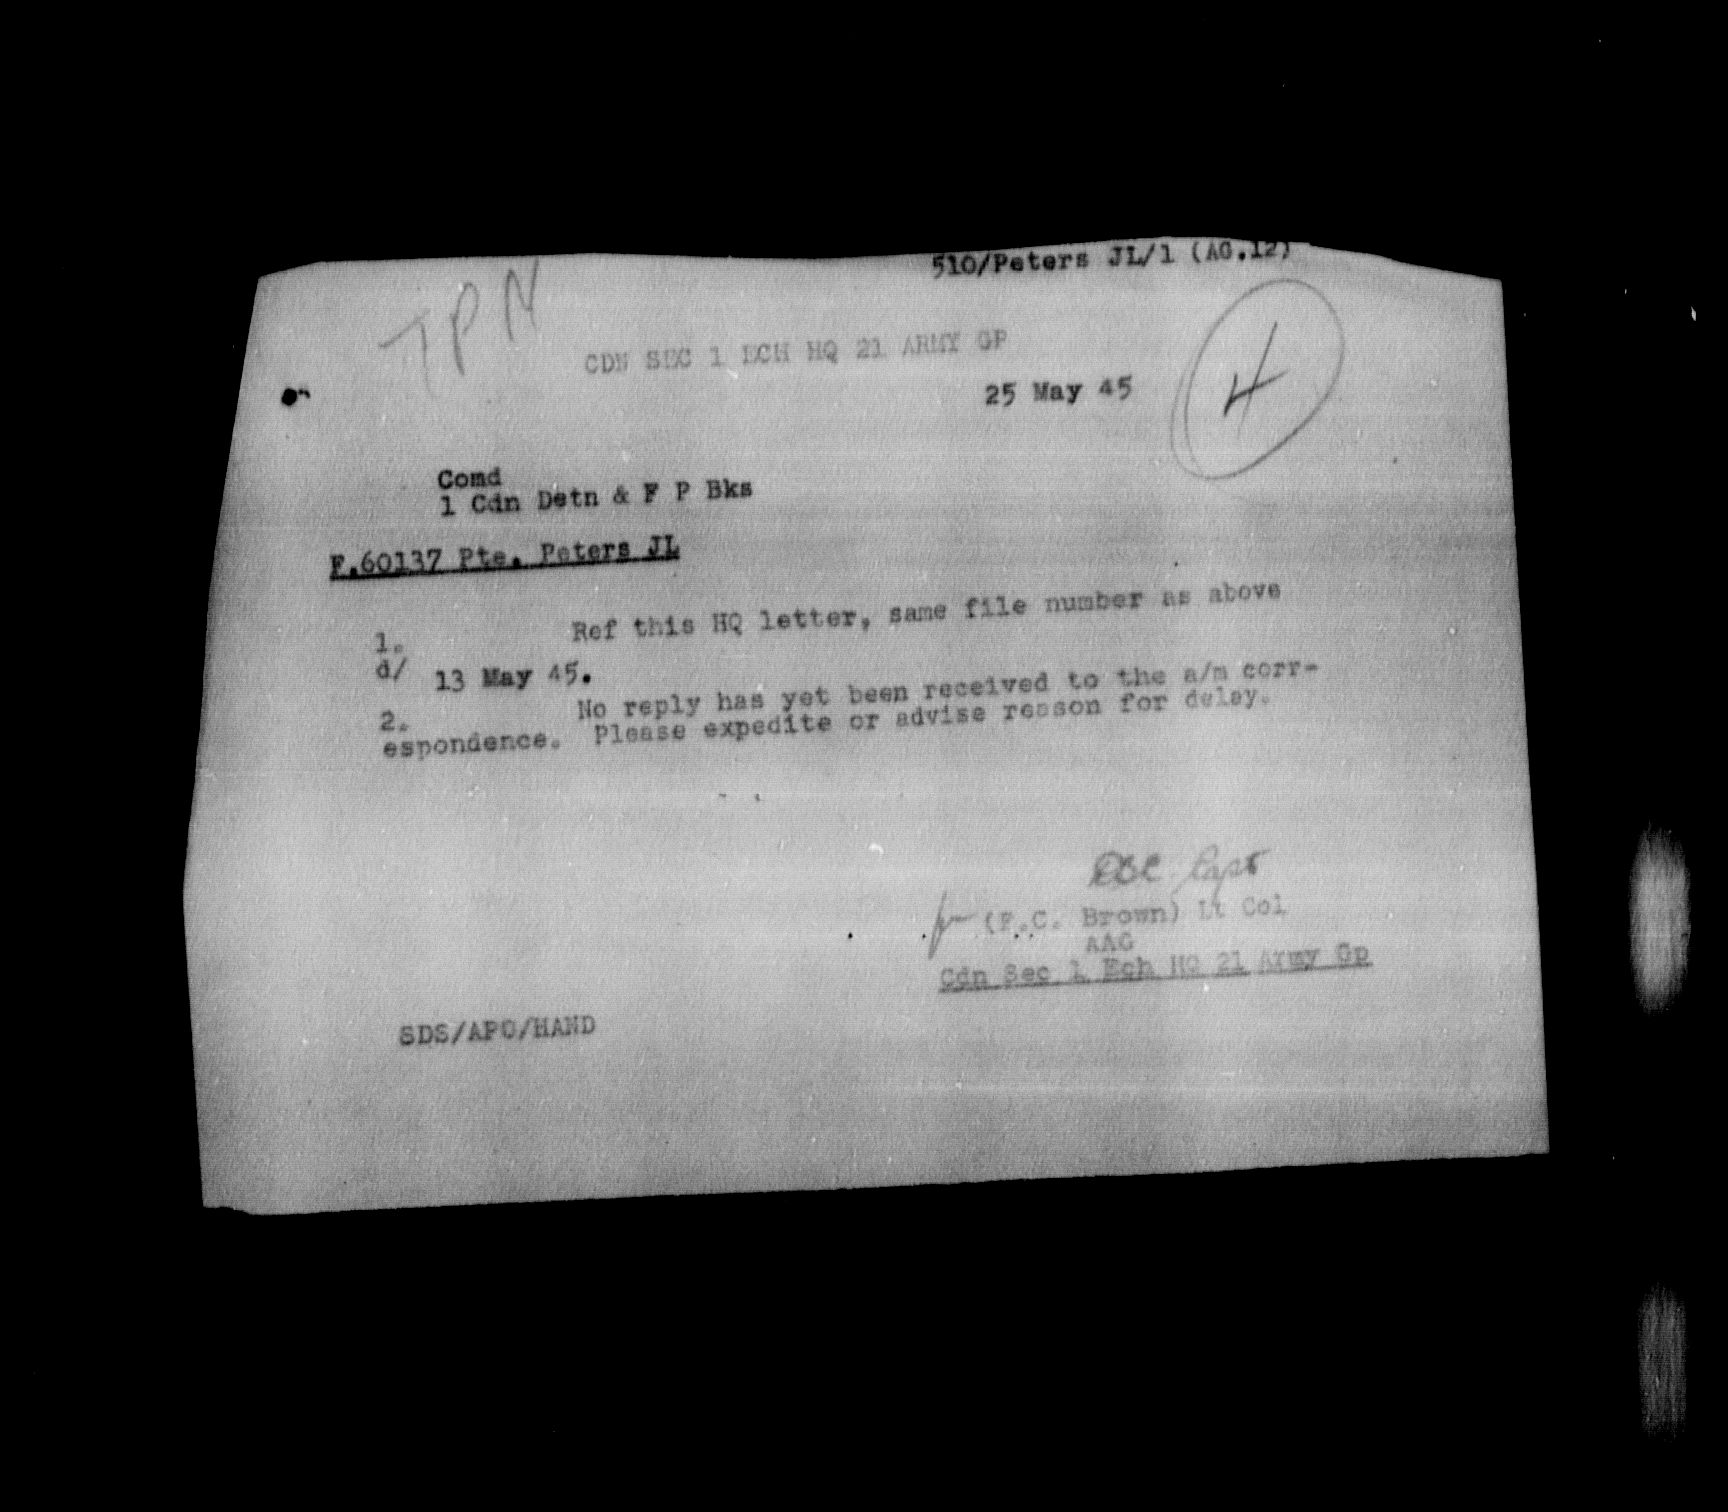 510/Peters JL/1 (AG.12)
TPN
CDN SEC 1 ECH HQ 21 ARMY GP
25 May 45
4
Comd
1 Cdn Detn & F P Bks
F.60137 Pte. Peters JL
1. Ref this HQ letter, same file number as above
d/ 13 May 45.
2. No reply has yet been received to the a/m corr-
espondence. Please expedite or advise reason for delay.
Capt
for (F.C. Brown) Lt Col
AAG
Cdn Sec 1 Ech HQ 21 Army Gp
SDS/APO/HAND